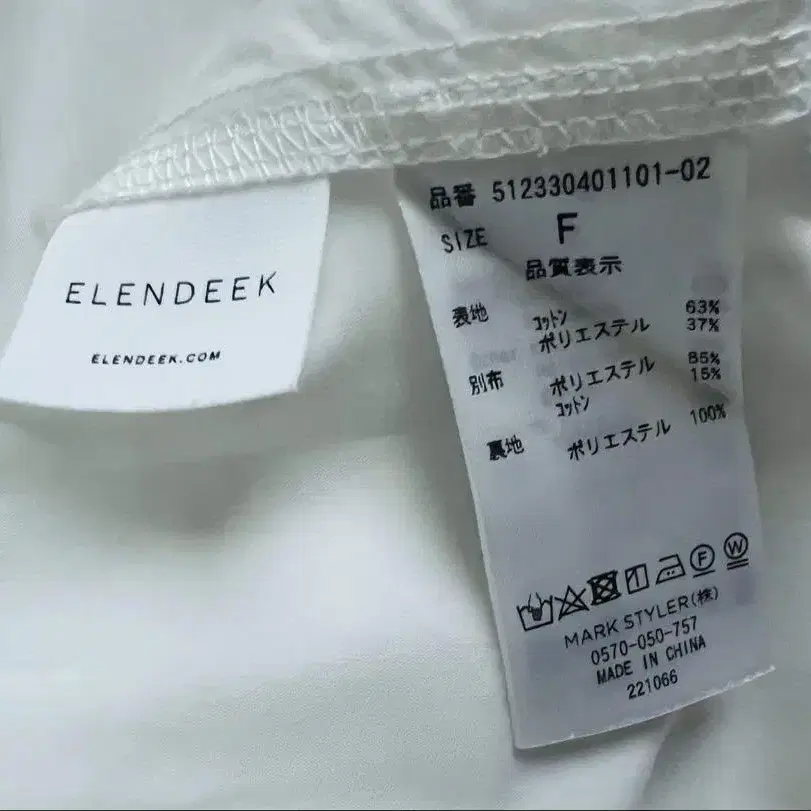 ELENDEEK
ELENDEEK.COM
品番 512330401101-02
SIZE F
品質表示
表地 コットン 63%
ポリエステル 37%
別布 ポリエステル 85%
コットン 15%
裏地 ポリエステル 100%
F W
MARK STYLER(株)
0570-050-757
MADE IN CHINA
221066